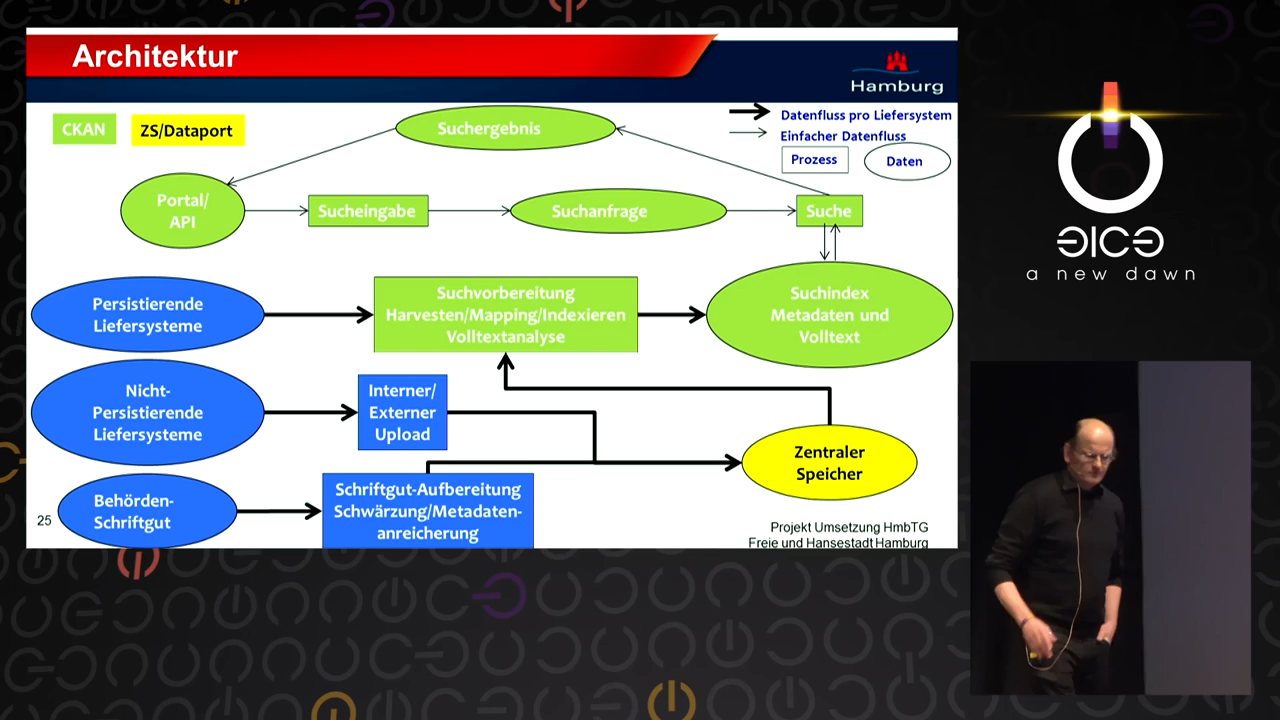 Architektur
Hamburg
CKAN
ZS/Dataport
Datenfluss pro Liefersystem
Einfacher Datenfluss
Prozess
Daten
Suchergebnis
Portal/
API
Sucheingabe
Suchanfrage
Suche
Persistierende
Liefersysteme
Suchvorbereitung
Harvesten/Mapping/Indexieren
Volltextanalyse
Suchindex
Metadaten und
Volltext
Nicht-
Persistierende
Liefersysteme
Interner/
Externer
Upload
Zentraler
Speicher
Behörden-
Schriftgut
Schriftgut-Aufbereitung
Schwärzung/Metadaten-
anreicherung
25
Projekt Umsetzung HmbTG
Freie und Hansestadt Hamburg
a new dawn